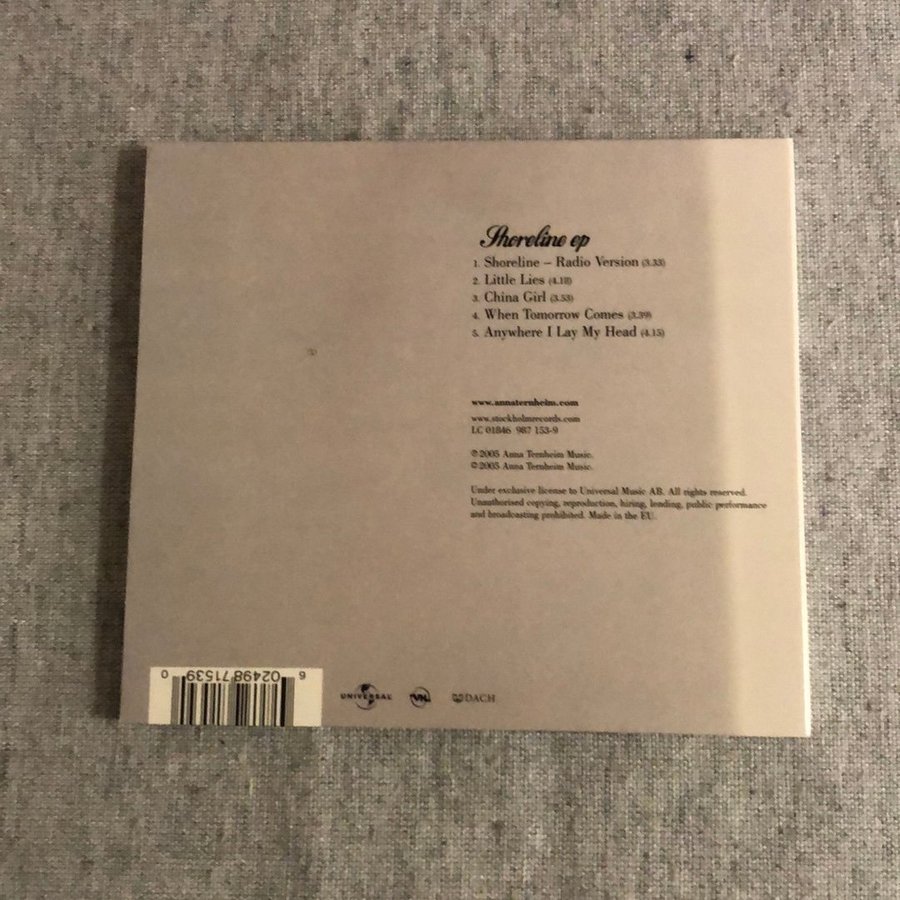 Shoreline ep
1. Shoreline – Radio Version (3.33)
2. Little Lies (4.18)
3. China Girl (3.53)
4. When Tomorrow Comes (3.39)
5. Anywhere I Lay My Head (4.15)
www.annaternheim.com
www.stockholmrecords.com
LC 01846 987 153-9
℗ 2005 Anna Ternheim Music.
© 2005 Anna Ternheim Music.
Under exclusive license to Universal Music AB. All rights reserved.
Unauthorised copying, reproduction, hiring, lending, public performance
and broadcasting prohibited. Made in the EU.
6 02498 71539 0
UNIVERSAL
DACH